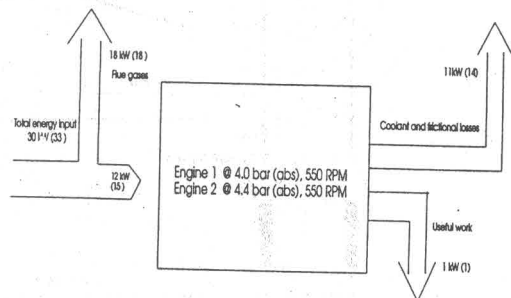 18 kW (18)
Flue gases
11kW (14)
Total energy input
30 kW (33)
Coolant and frictional losses
12 kW
(15)
Engine 1 @ 4.0 bar (abs), 550 RPM
Engine 2 @ 4.4 bar (abs), 550 RPM
Useful work
1 kW (1)